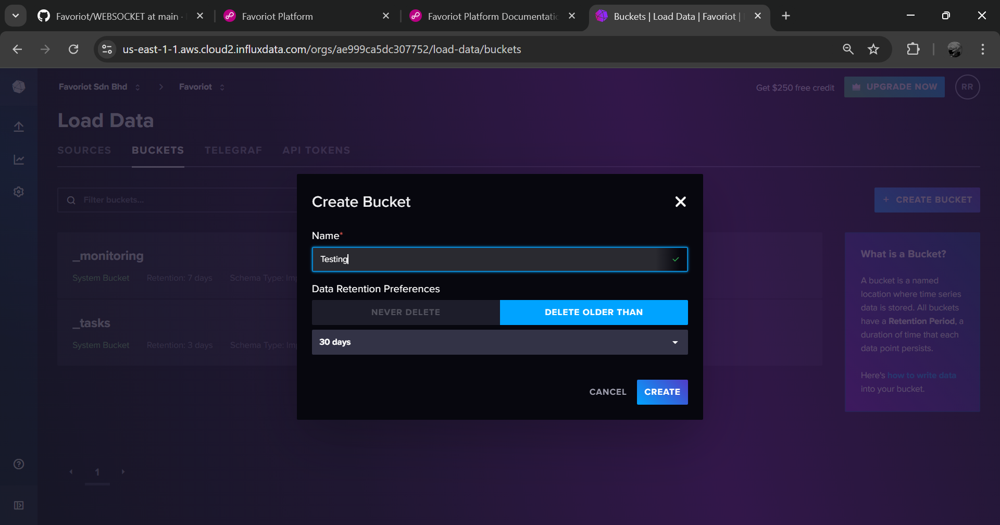 Favoriot/WEBSOCKET at main ·
Favoriot Platform
Favoriot Platform Documentatic
Buckets | Load Data | Favoriot |
us-east-1-1.aws.cloud2.influxdata.com/orgs/ae999ca5dc307752/load-data/buckets
Favoriot Sdn Bhd
Favoriot
Get $250 free credit
UPGRADE NOW
RR
Load Data
SOURCES
BUCKETS
TELEGRAF
API TOKENS
Filter buckets...
+ CREATE BUCKET
_monitoring
System Bucket
Retention: 7 days
Schema Type: Im
_tasks
System Bucket
Retention: 3 days
Schema Type: Im
Create Bucket
Name*
Testing
Data Retention Preferences
NEVER DELETE
DELETE OLDER THAN
30 days
CANCEL
CREATE
What is a Bucket?
A bucket is a named
location where time series
data is stored. All buckets
have a Retention Period, a
duration of time that each
data point persists.
Here's how to write data
into your bucket.
1